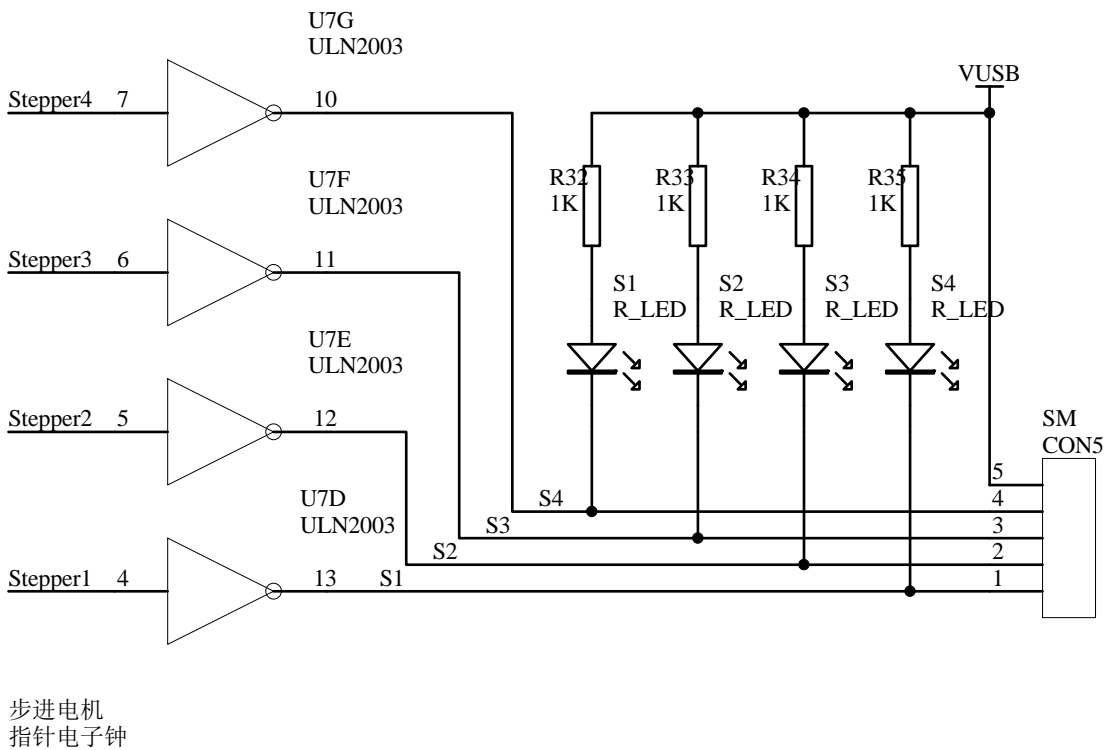 U7G
ULN2003
VUSB
Stepper4 7 10
U7F
ULN2003
R32
1K
R33
1K
R34
1K
R35
1K
Stepper3 6 11
S1
R_LED
S2
R_LED
S3
R_LED
S4
R_LED
U7E
ULN2003
Stepper2 5 12
SM
CON5
U7D
ULN2003
5
S4 4
S3 3
S2 2
Stepper1 4 13 S1 1
步进电机
指针电子钟